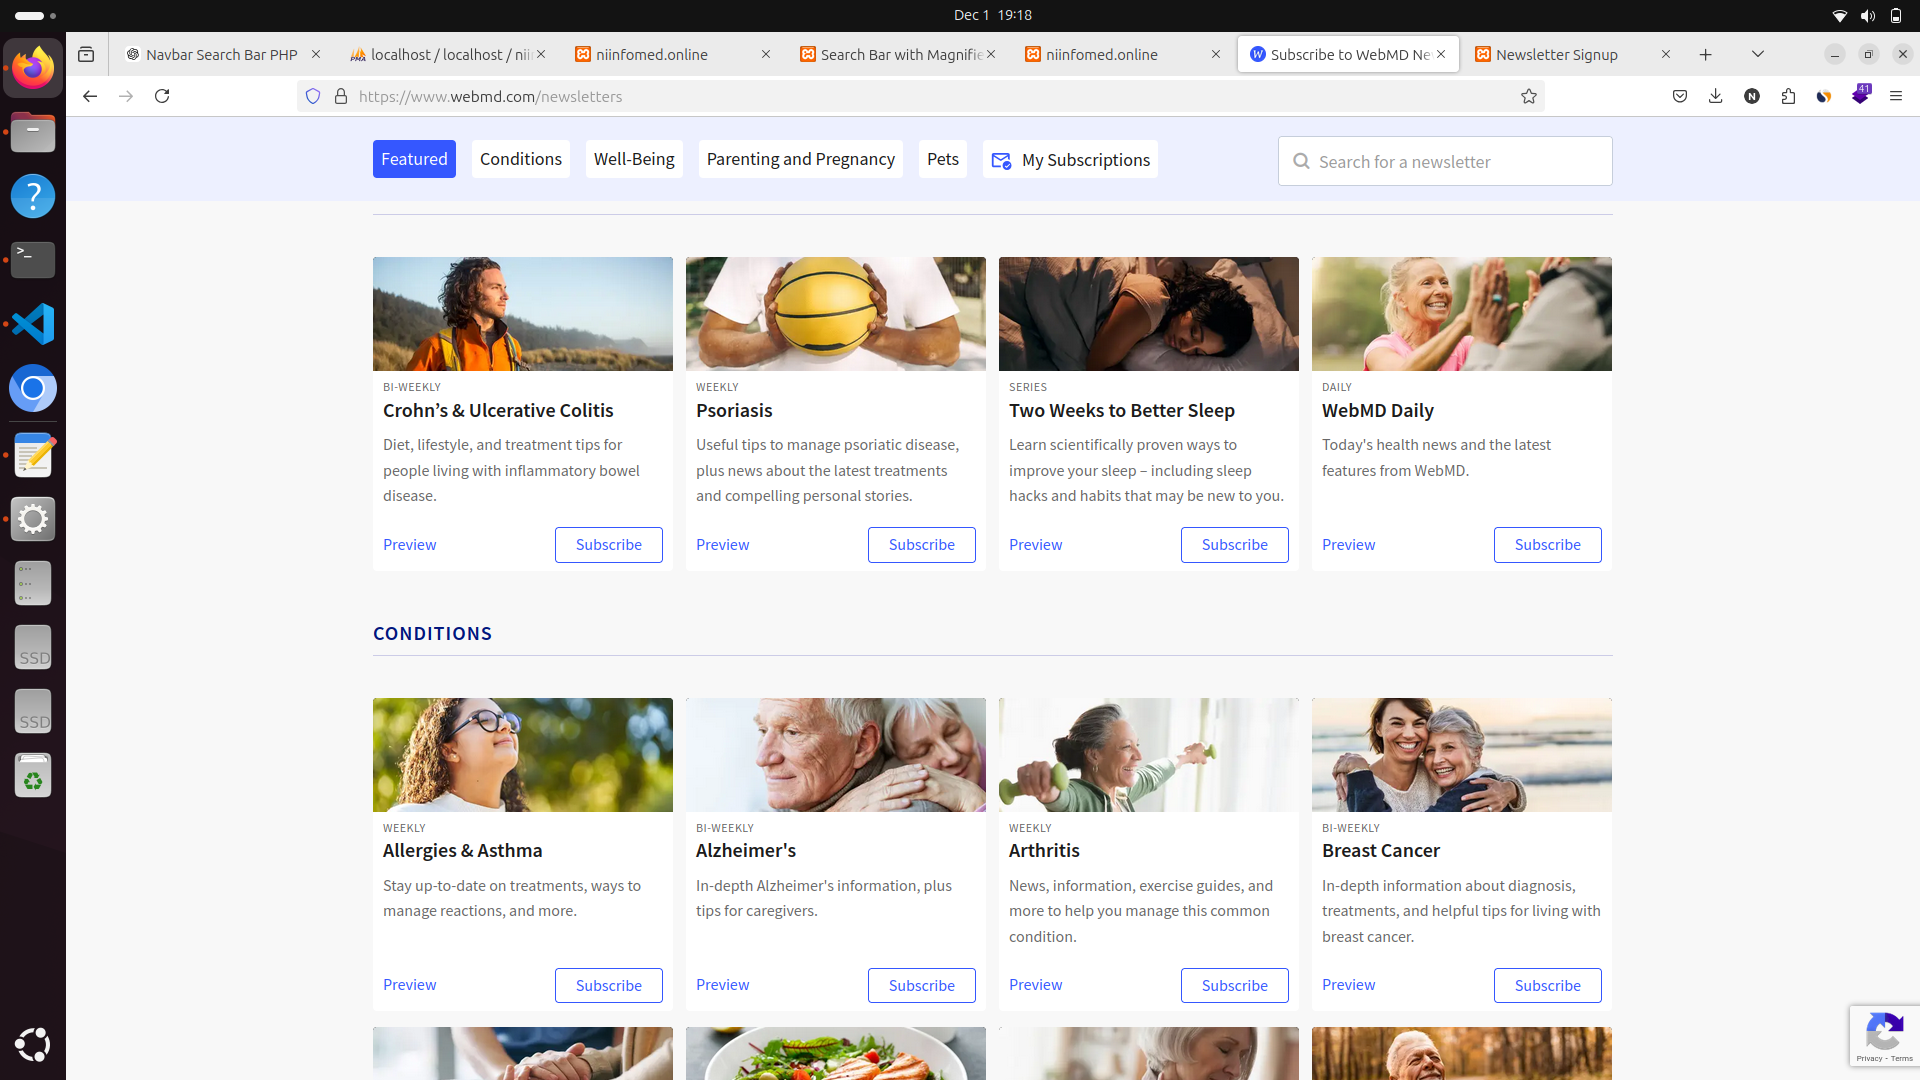 Dec 1 19:18
Navbar Search Bar PHP
localhost / localhost / nii
niinfomed.online
Search Bar with Magnifie
niinfomed.online
Subscribe to WebMD Ne
Newsletter Signup
https://www.webmd.com/newsletters
N
41
Featured
Conditions
Well-Being
Parenting and Pregnancy
Pets
My Subscriptions
Search for a newsletter
BI-WEEKLY
Crohn’s & Ulcerative Colitis
Diet, lifestyle, and treatment tips for
people living with inflammatory bowel
disease.
Preview
Subscribe
WEEKLY
Psoriasis
Useful tips to manage psoriatic disease,
plus news about the latest treatments
and compelling personal stories.
Preview
Subscribe
SERIES
Two Weeks to Better Sleep
Learn scientifically proven ways to
improve your sleep – including sleep
hacks and habits that may be new to you.
Preview
Subscribe
DAILY
WebMD Daily
Today's health news and the latest
features from WebMD.
Preview
Subscribe
CONDITIONS
WEEKLY
Allergies & Asthma
Stay up-to-date on treatments, ways to
manage reactions, and more.
Preview
Subscribe
BI-WEEKLY
Alzheimer's
In-depth Alzheimer's information, plus
tips for caregivers.
Preview
Subscribe
WEEKLY
Arthritis
News, information, exercise guides, and
more to help you manage this common
condition.
Preview
Subscribe
BI-WEEKLY
Breast Cancer
In-depth information about diagnosis,
treatments, and helpful tips for living with
breast cancer.
Preview
Subscribe
SSD
SSD
Privacy - Terms